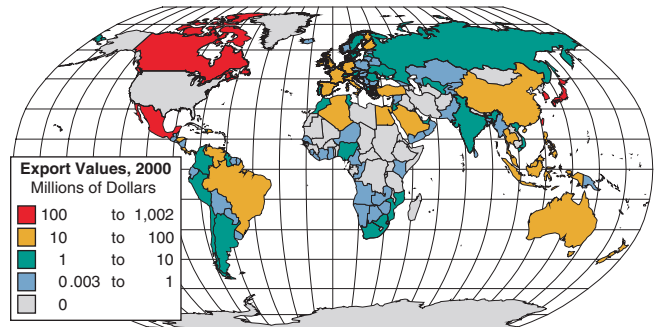 Export Values, 2000
Millions of Dollars
100 to 1,002
10 to 100
1 to 10
0.003 to 1
0